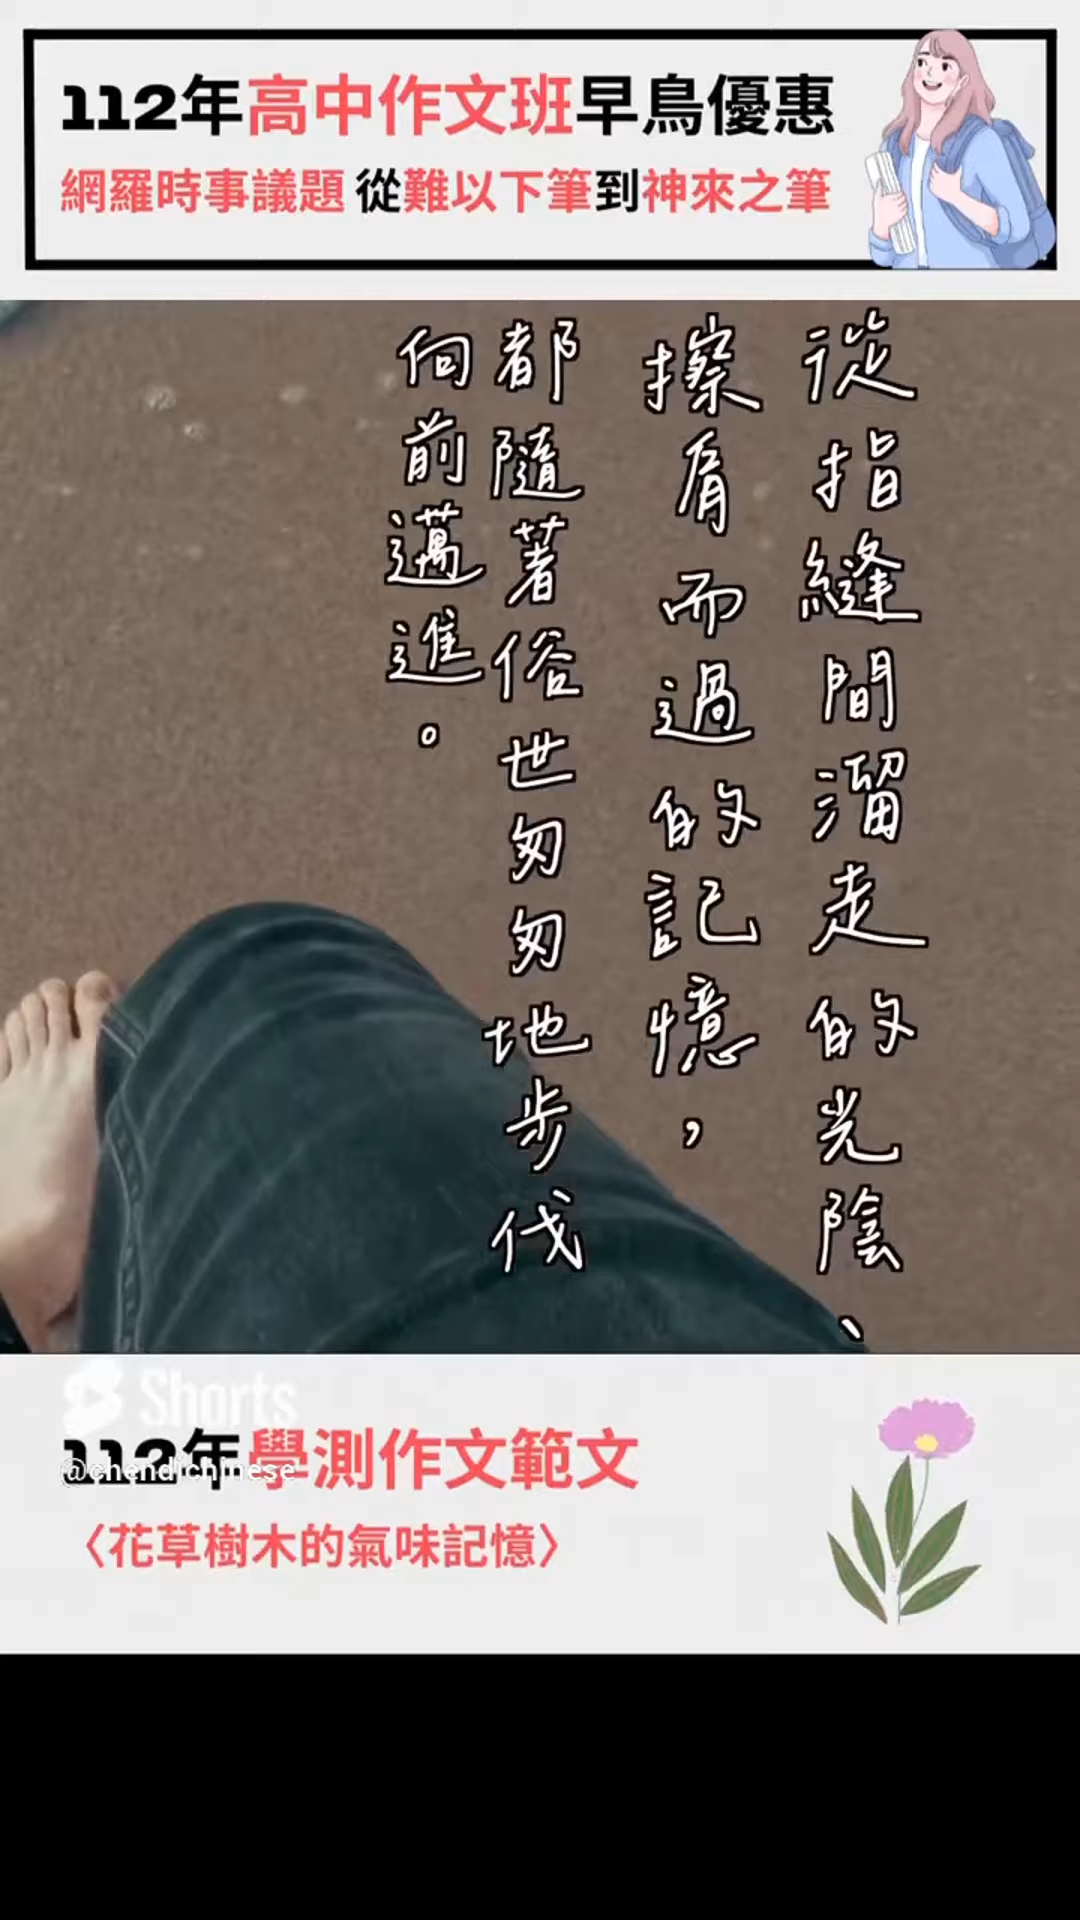 112年高中作文班早鳥優惠
網羅時事議題 從難以下筆到神來之筆
從指縫間溜走的光陰、
擦肩而過的記憶，
都隨著俗世匆匆地步伐
向前邁進。
Shorts
@chendichinese
112年學測作文範文
〈花草樹木的氣味記憶〉